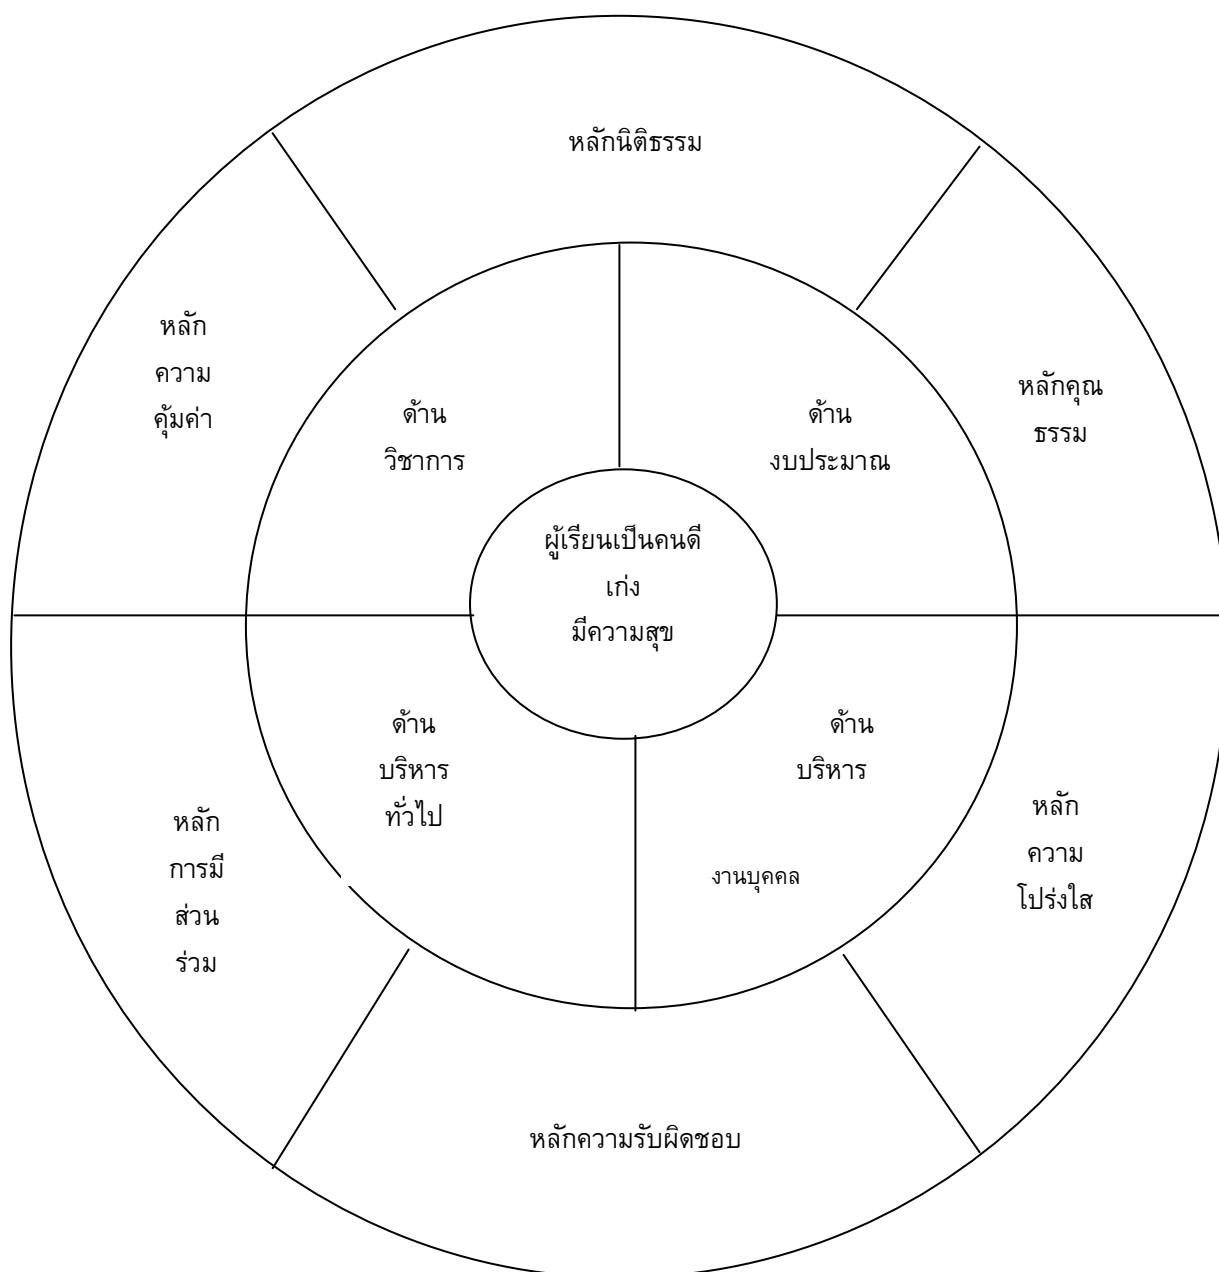 หลักนิติธรรม
หลัก
ความ
คุ้มค่า
หลักคุณ
ธรรม
ด้าน
วิชาการ
ด้าน
งบประมาณ
ผู้เรียนเป็นคนดี
เก่ง
มีความสุข
ด้าน
บริหาร
ทั่วไป
ด้าน
บริหาร
งานบุคคล
หลัก
การมี
ส่วน
ร่วม
หลัก
ความ
โปร่งใส
หลักความรับผิดชอบ